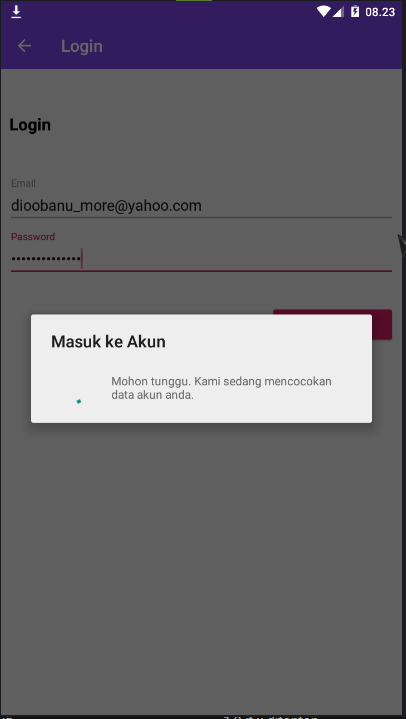 08.23
Login
Login
Email
dioobanu_more@yahoo.com
Password
••••••••••••••
Masuk ke Akun
Mohon tunggu. Kami sedang mencocokan
data akun anda.